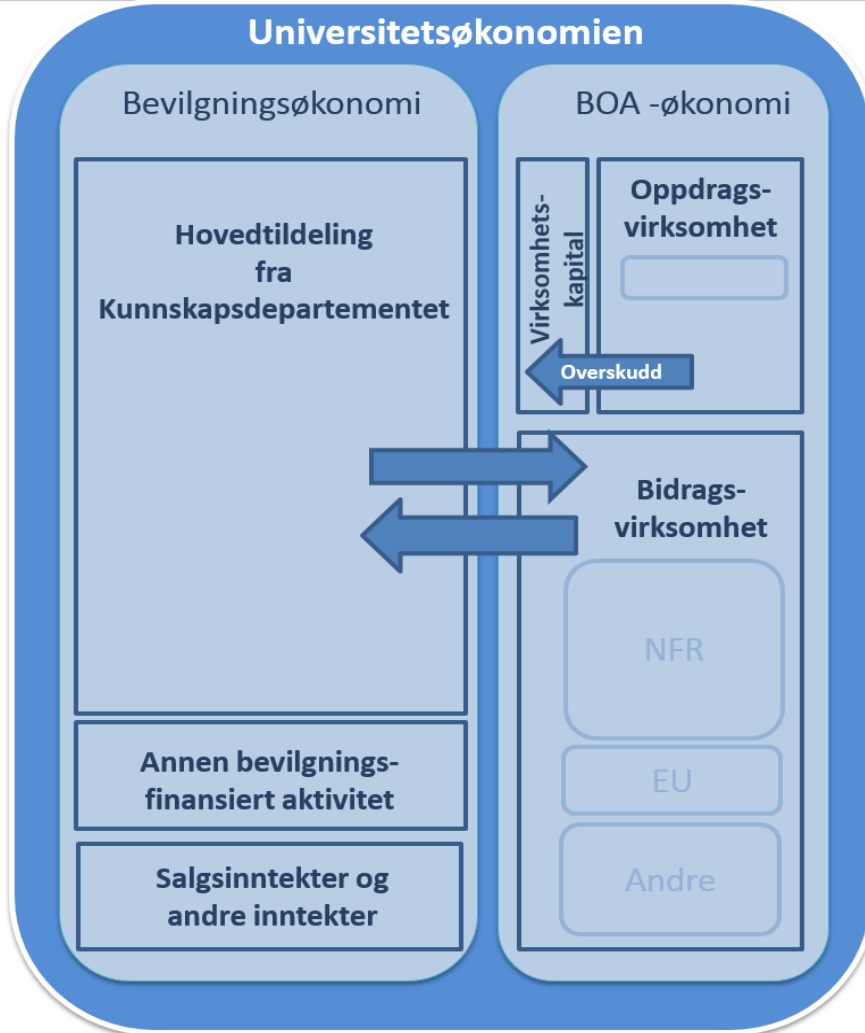 Universitetsøkonomien
Bevilgningsøkonomi
Hovedtildeling
fra
Kunnskapsdepartementet
Annen bevilgnings-
finansiert aktivitet
Salgsinntekter og
andre inntekter
BOA -økonomi
Virksomhets-
kapital
Oppdrags-
virksomhet
Overskudd
Bidrags-
virksomhet
NFR
EU
Andre